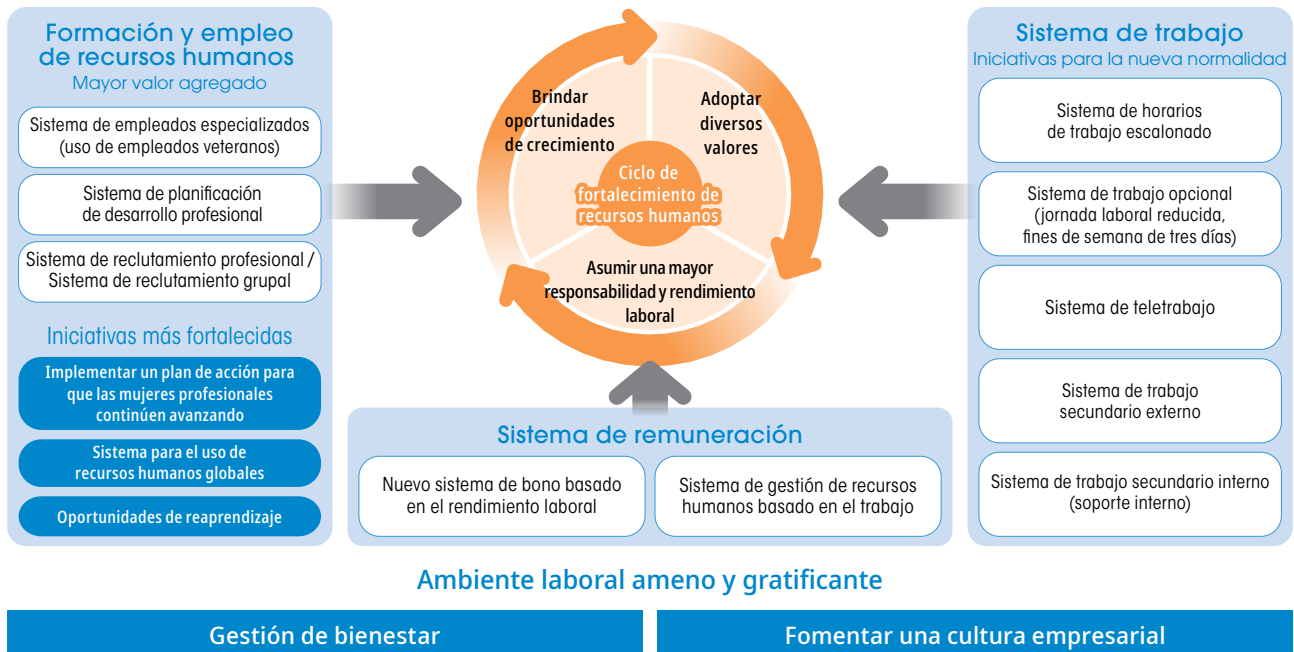 Formación y empleo
de recursos humanos
Mayor valor agregado
Sistema de empleados especializados
(uso de empleados veteranos)
Sistema de planificación
de desarrollo profesional
Sistema de reclutamiento profesional /
Sistema de reclutamiento grupal
Iniciativas más fortalecidas
Implementar un plan de acción para
que las mujeres profesionales
continúen avanzando
Sistema para el uso de
recursos humanos globales
Oportunidades de reaprendizaje
Brindar
oportunidades
de crecimiento
Adoptar
diversos
valores
Ciclo de
fortalecimiento de
recursos humanos
Asumir una mayor
responsabilidad y rendimiento
laboral
Sistema de remuneración
Nuevo sistema de bono basado
en el rendimiento laboral
Sistema de gestión de recursos
humanos basado en el trabajo
Sistema de trabajo
Iniciativas para la nueva normalidad
Sistema de horarios
de trabajo escalonado
Sistema de trabajo opcional
(jornada laboral reducida,
fines de semana de tres días)
Sistema de teletrabajo
Sistema de trabajo
secundario externo
Sistema de trabajo secundario interno
(soporte interno)
Ambiente laboral ameno y gratificante
Gestión de bienestar
Fomentar una cultura empresarial